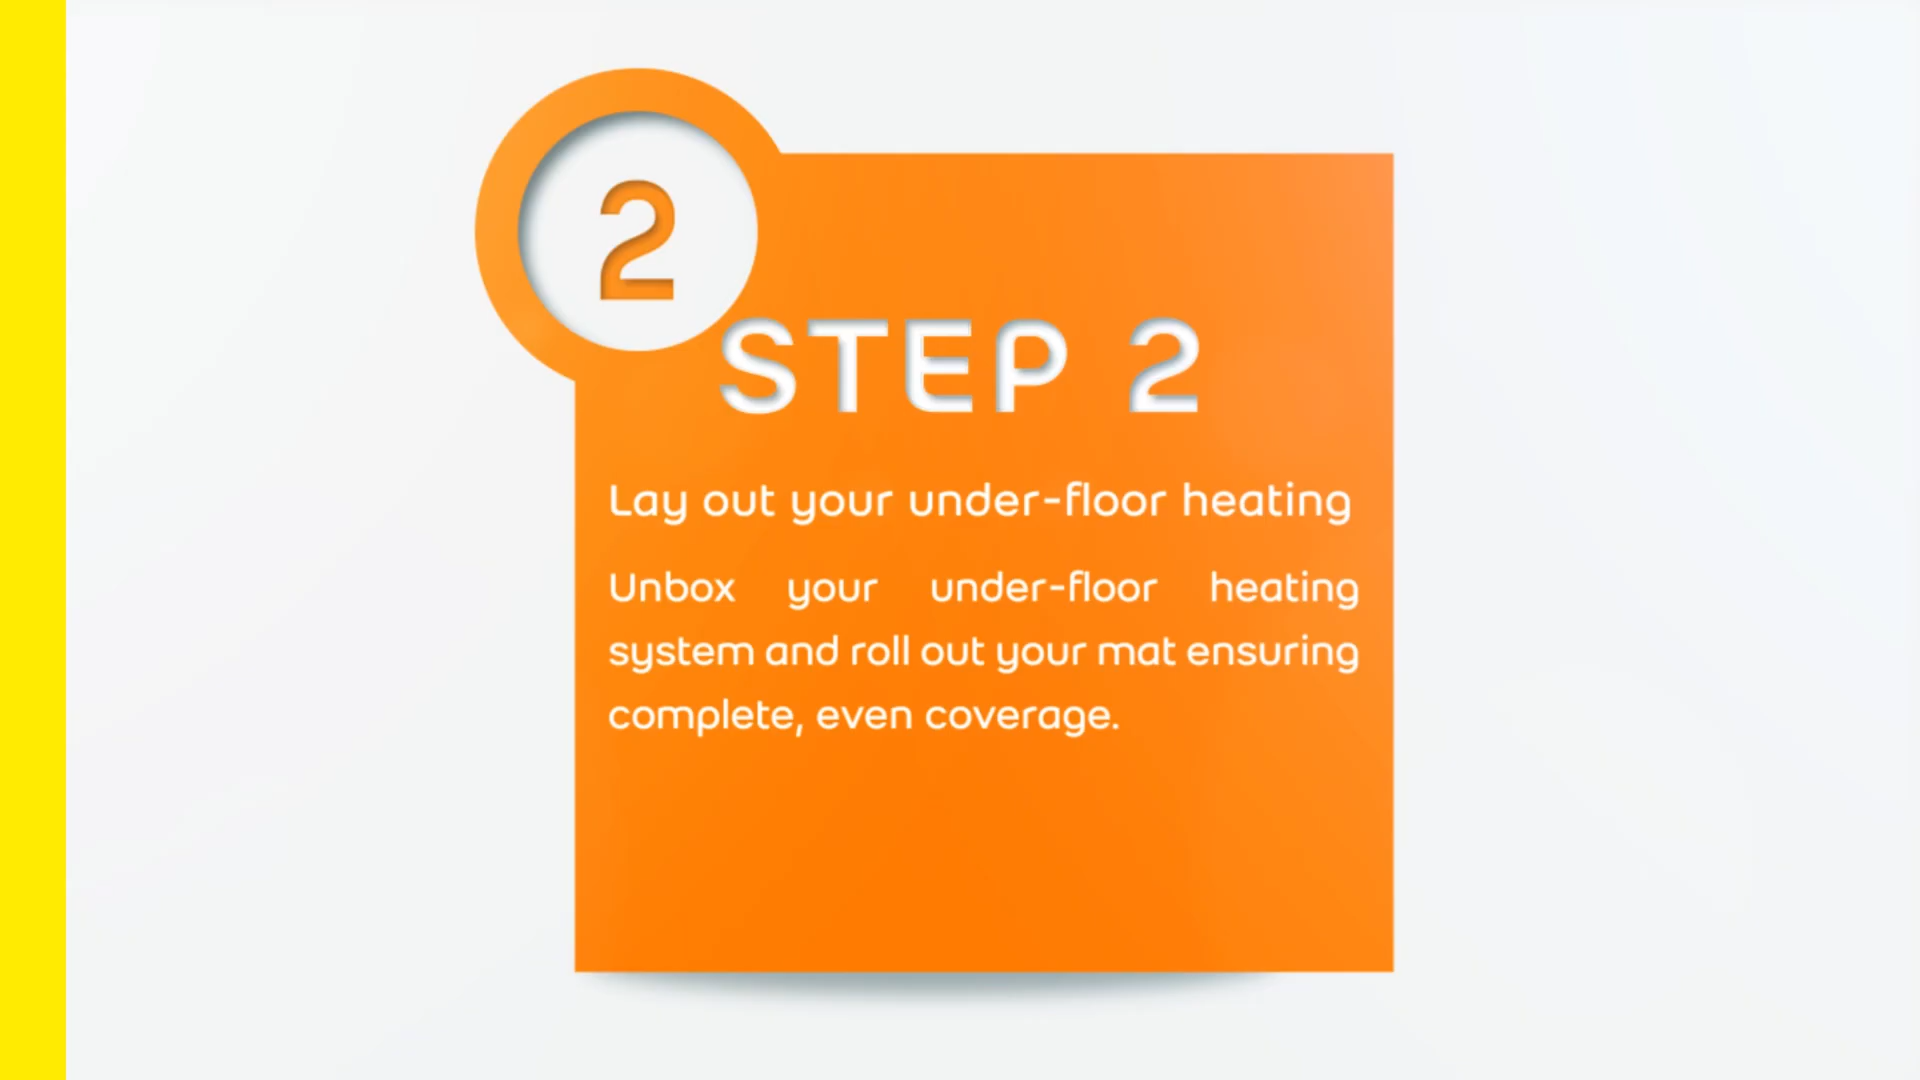 2
STEP 2
Lay out your under-floor heating
Unbox your under-floor heating
system and roll out your mat ensuring
complete, even coverage.